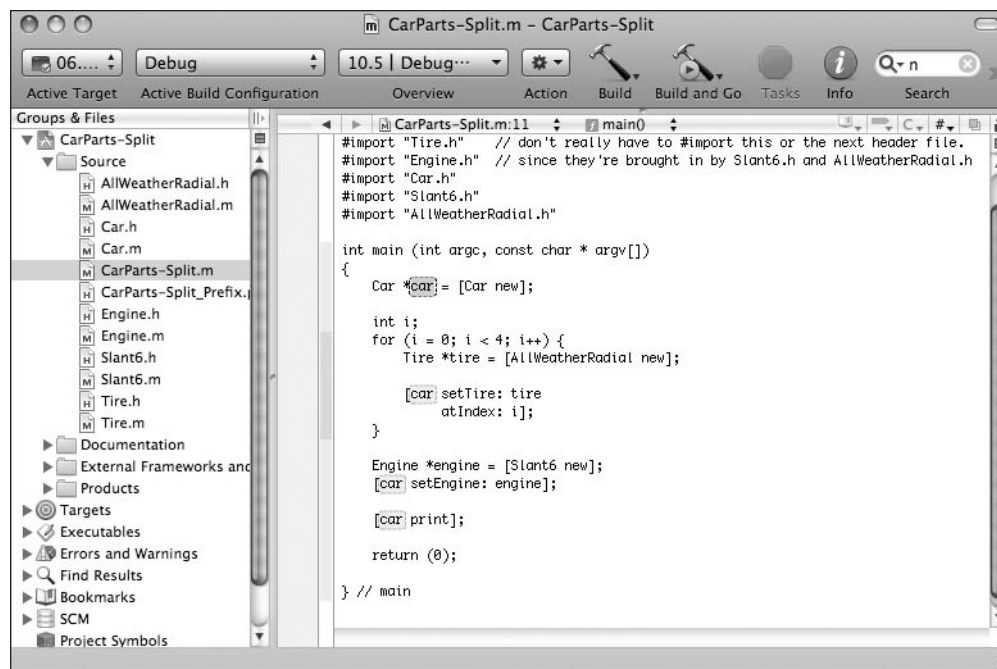 CarParts-Split.m – CarParts-Split
06....
Debug
10.5 | Debug···
n
Active Target
Active Build Configuration
Overview
Action
Build
Build and Go
Tasks
Info
Search
Groups & Files
CarParts-Split
Source
AllWeatherRadial.h
AllWeatherRadial.m
Car.h
Car.m
CarParts-Split.m
CarParts-Split_Prefix.
Engine.h
Engine.m
Slant6.h
Slant6.m
Tire.h
Tire.m
Documentation
External Frameworks and
Products
Targets
Executables
Errors and Warnings
Find Results
Bookmarks
SCM
Project Symbols
CarParts-Split.m:11
main()
C
#
#import "Tire.h" // don't really have to #import this or the next header file.
#import "Engine.h" // since they're brought in by Slant6.h and AllWeatherRadial.h
#import "Car.h"
#import "Slant6.h"
#import "AllWeatherRadial.h"
int main (int argc, const char * argv[])
{
Car *car = [Car new];
int i;
for (i = 0; i < 4; i++) {
Tire *tire = [AllWeatherRadial new];
[car setTire: tire
atIndex: i];
}
Engine *engine = [Slant6 new];
[car setEngine: engine];
[car print];
return (0);
} // main